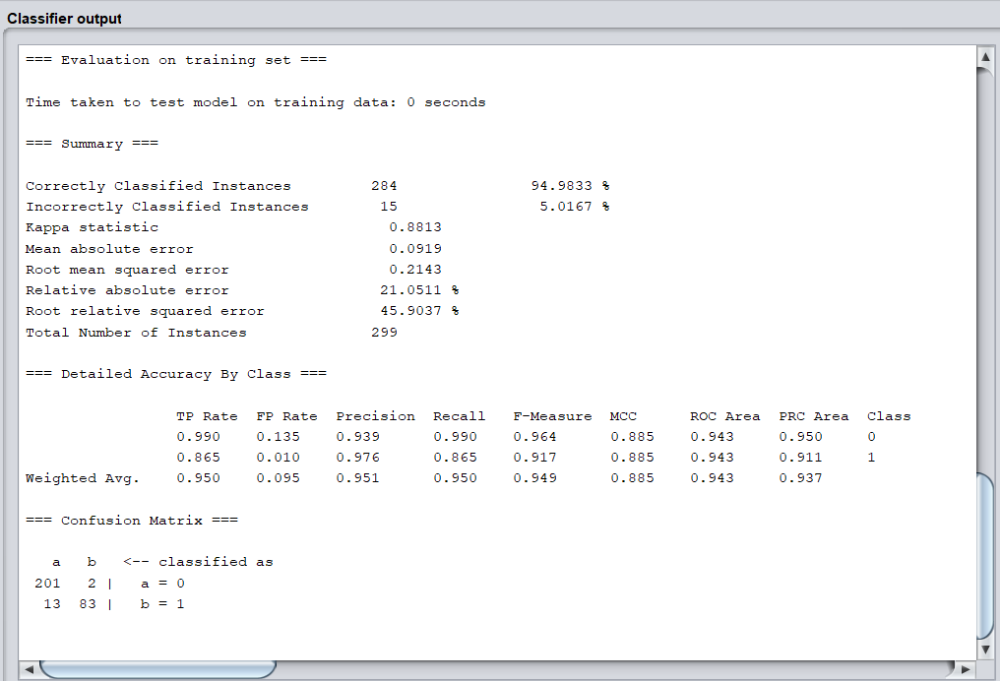 Classifier output
=== Evaluation on training set ===
Time taken to test model on training data: 0 seconds
=== Summary ===
Correctly Classified Instances         284               94.9833 %
Incorrectly Classified Instances        15                5.0167 %
Kappa statistic                          0.8813
Mean absolute error                      0.0919
Root mean squared error                  0.2143
Relative absolute error                 21.0511 %
Root relative squared error             45.9037 %
Total Number of Instances              299
=== Detailed Accuracy By Class ===
                 TP Rate  FP Rate  Precision  Recall   F-Measure  MCC      ROC Area  PRC Area  Class
                 0.990    0.135    0.939      0.990    0.964      0.885    0.943     0.950     0
                 0.865    0.010    0.976      0.865    0.917      0.885    0.943     0.911     1
Weighted Avg.    0.950    0.095    0.951      0.950    0.949      0.885    0.943     0.937
=== Confusion Matrix ===
   a   b   <-- classified as
 201   2 |   a = 0
  13  83 |   b = 1